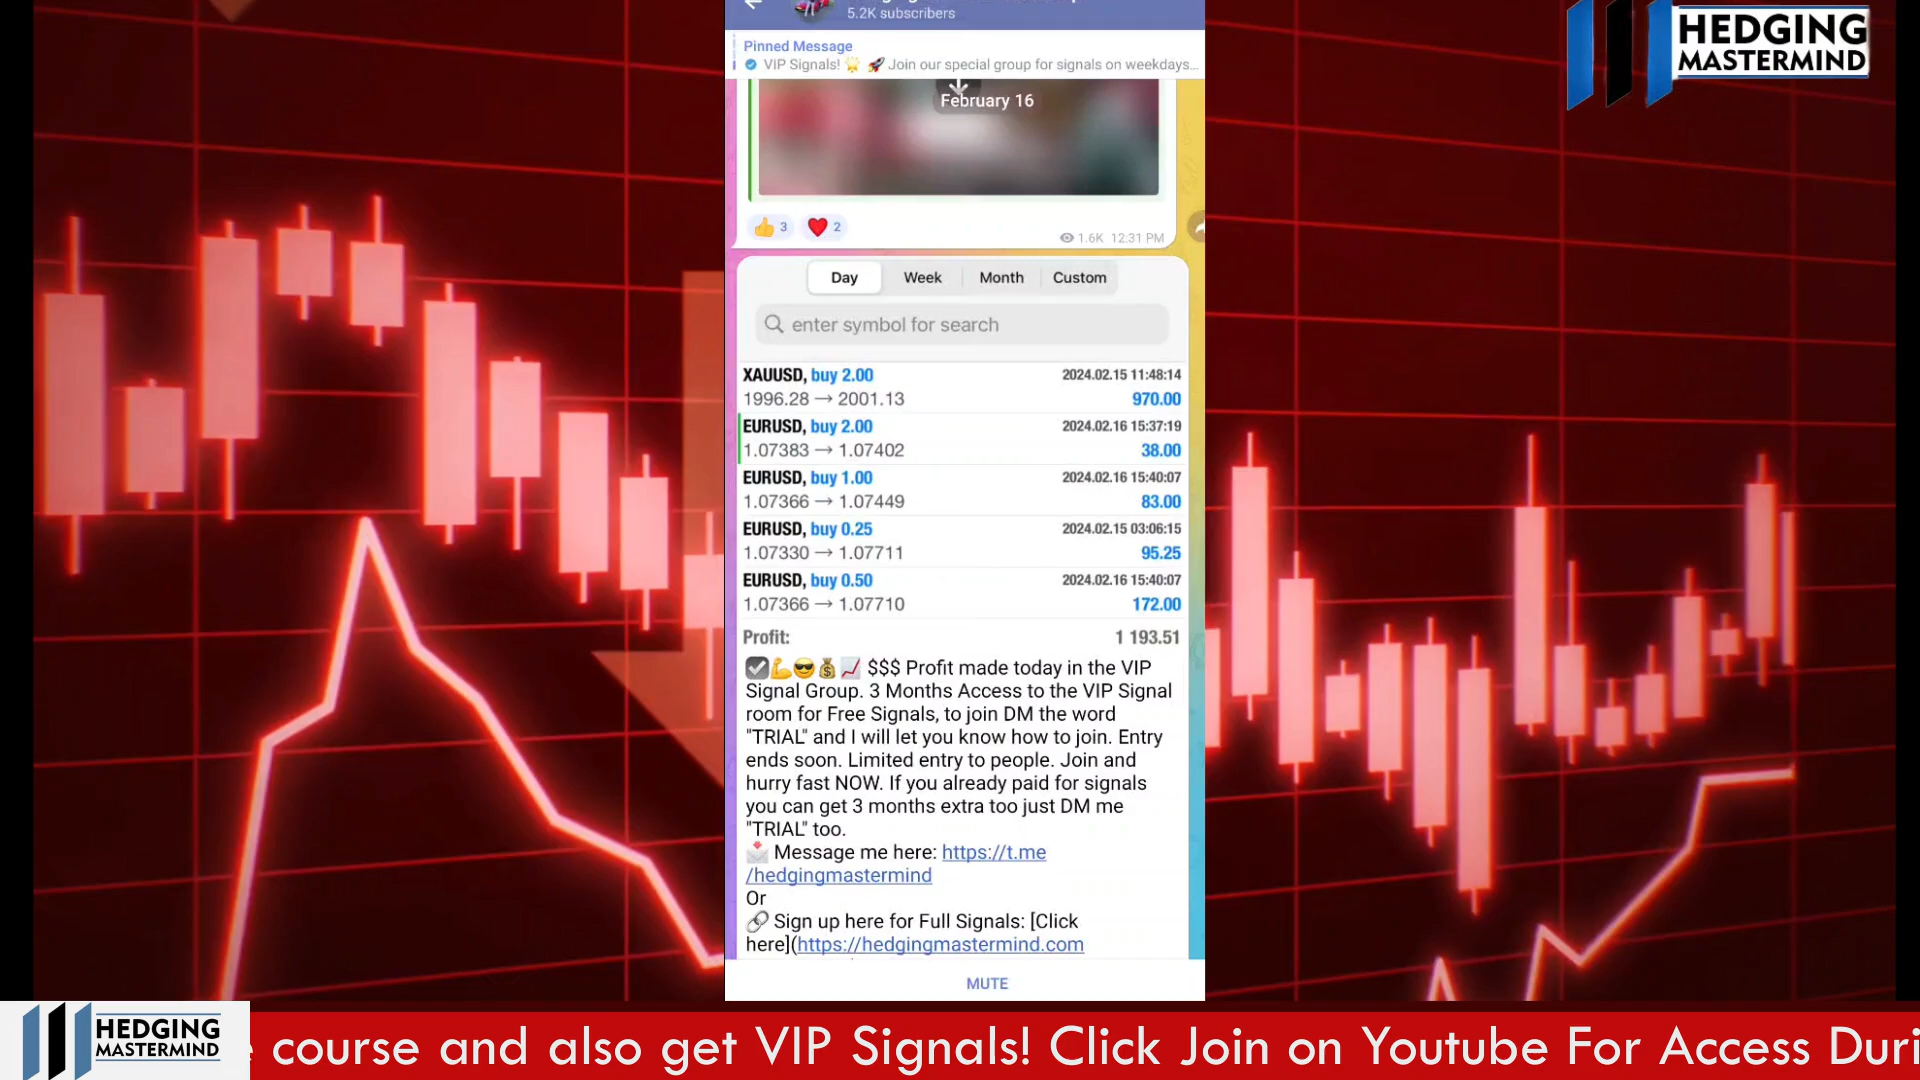 5.2K subscribers
HEDGING
MASTERMIND
Pinned Message
VIP Signals! 🌟 🚀 Join our special group for signals on weekdays...
February 16
👍 3 ❤️ 2
1.6K 12:31 PM
Day Week Month Custom
enter symbol for search
XAUUSD, buy 2.00 2024.02.15 11:48:14
1996.28 → 2001.13 970.00
EURUSD, buy 2.00 2024.02.16 15:37:19
1.07383 → 1.07402 38.00
EURUSD, buy 1.00 2024.02.16 15:40:07
1.07366 → 1.07449 83.00
EURUSD, buy 0.25 2024.02.15 03:06:15
1.07330 → 1.07711 95.25
EURUSD, buy 0.50 2024.02.16 15:40:07
1.07366 → 1.07710 172.00
Profit: 1 193.51
☑️💪😎💰📈 $$$ Profit made today in the VIP
Signal Group. 3 Months Access to the VIP Signal
room for Free Signals, to join DM the word
"TRIAL" and I will let you know how to join. Entry
ends soon. Limited entry to people. Join and
hurry fast NOW. If you already paid for signals
you can get 3 months extra too just DM me
"TRIAL" too.
📩 Message me here: https://t.me
/hedgingmastermind
Or
🔗 Sign up here for Full Signals: [Click
here](https://hedgingmastermind.com
MUTE
HEDGING
MASTERMIND
course and also get VIP Signals! Click Join on Youtube For Access Duri